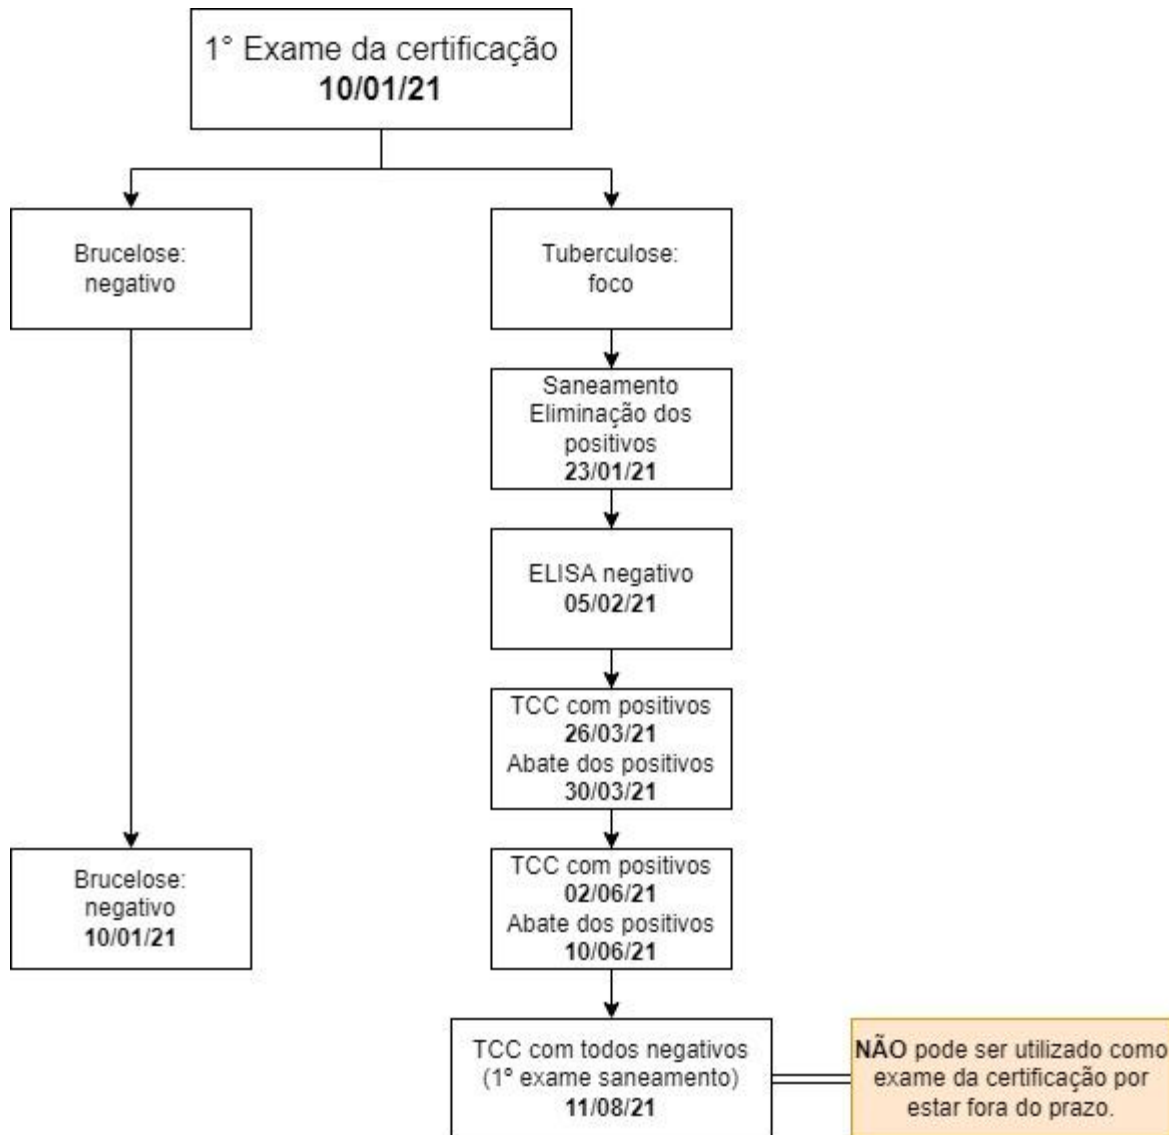 1° Exame da certificação
10/01/21
Brucelose:
negativo
Tuberculose:
foco
Saneamento
Eliminação dos
positivos
23/01/21
ELISA negativo
05/02/21
TCC com positivos
26/03/21
Abate dos positivos
30/03/21
Brucelose:
negativo
10/01/21
TCC com positivos
02/06/21
Abate dos positivos
10/06/21
TCC com todos negativos
(1º exame saneamento)
11/08/21
NÃO pode ser utilizado como
exame da certificação por
estar fora do prazo.